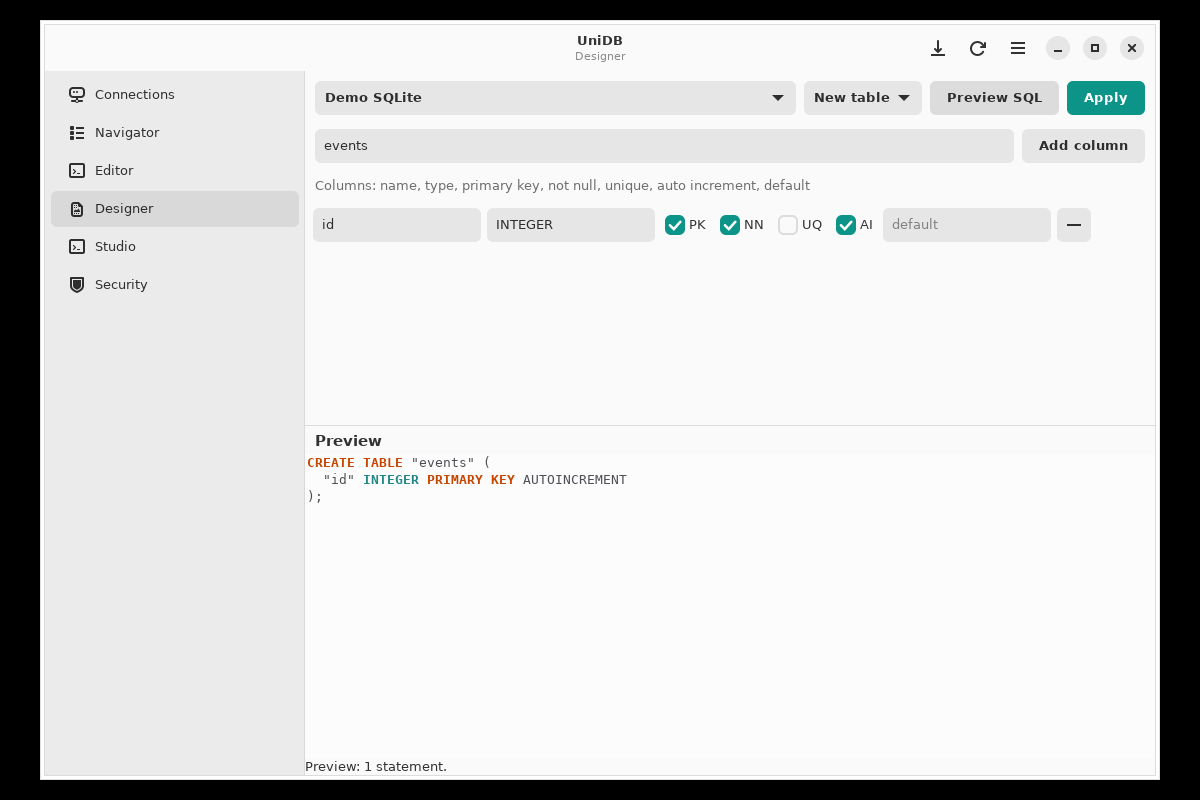 UniDB
Designer
Connections
Navigator
Editor
Designer
Studio
Security
Demo SQLite
New table
Preview SQL
Apply
events
Add column
Columns: name, type, primary key, not null, unique, auto increment, default
id
INTEGER
PK
NN
UQ
AI
default
Preview
CREATE TABLE "events" (
"id" INTEGER PRIMARY KEY AUTOINCREMENT
);
Preview: 1 statement.